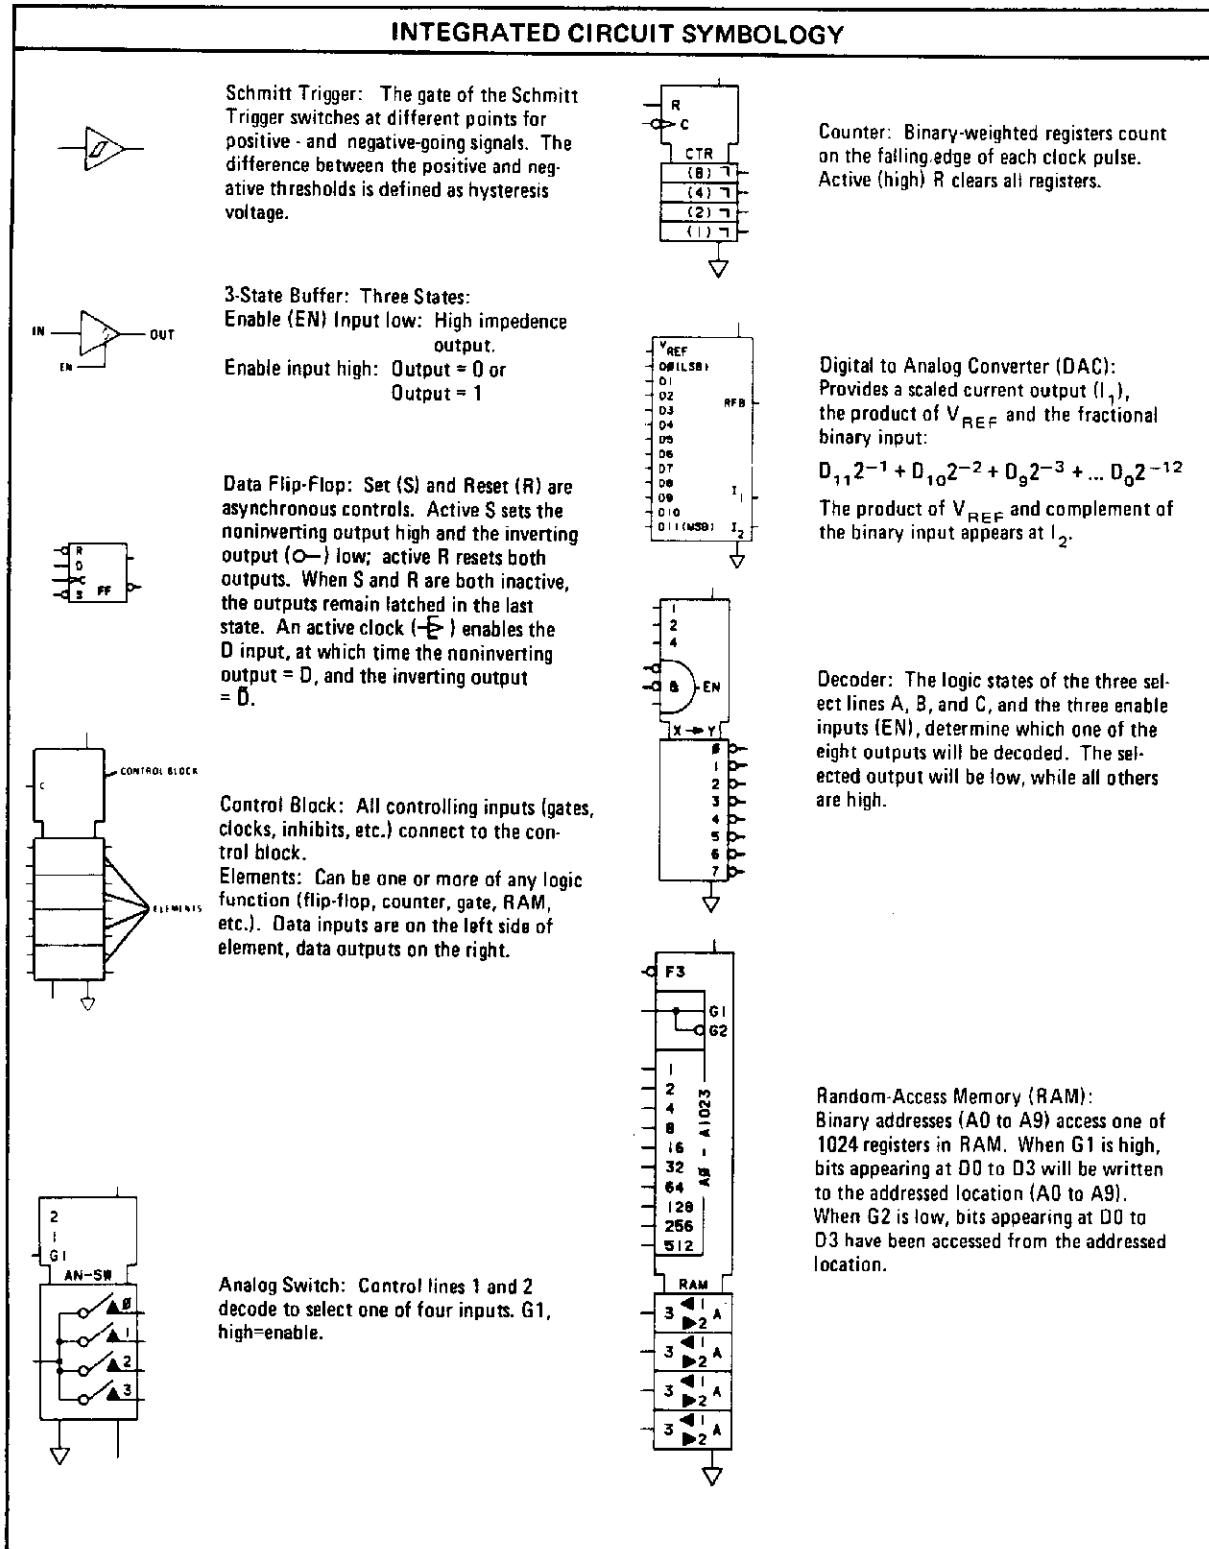 INTEGRATED CIRCUIT SYMBOLOGY
Schmitt Trigger: The gate of the Schmitt
Trigger switches at different points for
positive - and negative-going signals. The
difference between the positive and neg-
ative thresholds is defined as hysteresis
voltage.
IN
OUT
EN
3-State Buffer: Three States:
Enable (EN) Input low: High impedence
output.
Enable input high: Output = 0 or
Output = 1
R
D
C
S FF
Data Flip-Flop: Set (S) and Reset (R) are
asynchronous controls. Active S sets the
noninverting output high and the inverting
output ( ) low; active R resets both
outputs. When S and R are both inactive,
the outputs remain latched in the last
state. An active clock ( ) enables the
D input, at which time the noninverting
output = D, and the inverting output
= D̄.
C
CONTROL BLOCK
ELEMENTS
Control Block: All controlling inputs (gates,
clocks, inhibits, etc.) connect to the con-
trol block.
Elements: Can be one or more of any logic
function (flip-flop, counter, gate, RAM,
etc.). Data inputs are on the left side of
element, data outputs on the right.
2
1
G1
AN-SW
Ø
1
2
3
Analog Switch: Control lines 1 and 2
decode to select one of four inputs. G1,
high=enable.
R
C
CTR
(8) ㄱ
(4) ㄱ
(2) ㄱ
(1) ㄱ
Counter: Binary-weighted registers count
on the falling edge of each clock pulse.
Active (high) R clears all registers.
VREF
DØ(LSB)
D1
D2
D3
D4
D5
D6
D7
D8
D9
D10
D11(MSB)
RFB
I1
I2
Digital to Analog Converter (DAC):
Provides a scaled current output (I1),
the product of VREF and the fractional
binary input:
D₁₁2⁻¹ + D₁₀2⁻² + D₉2⁻³ + ... D₀2⁻¹²
The product of VREF and complement of
the binary input appears at I2.
1
2
4
& EN
X → Y
Ø
1
2
3
4
5
6
7
Decoder: The logic states of the three sel-
ect lines A, B, and C, and the three enable
inputs (EN), determine which one of the
eight outputs will be decoded. The sel-
ected output will be low, while all others
are high.
F3
G1
G2
1
2
4
8
16
32
64
128
256
512
AØ - A1023
RAM
3 1 A
2
3 1 A
2
3 1 A
2
3 1 A
2
Random-Access Memory (RAM):
Binary addresses (A0 to A9) access one of
1024 registers in RAM. When G1 is high,
bits appearing at D0 to D3 will be written
to the addressed location (A0 to A9).
When G2 is low, bits appearing at D0 to
D3 have been accessed from the addressed
location.